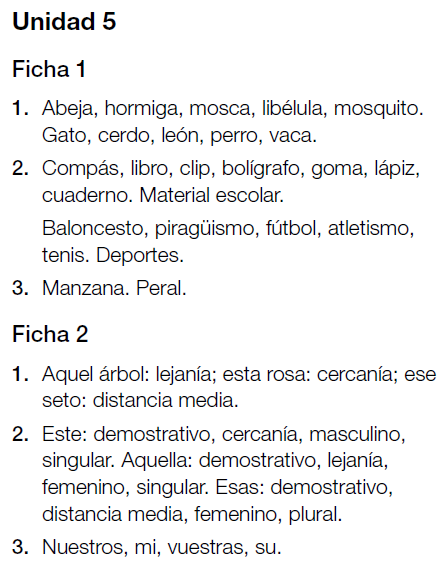 Unidad 5
Ficha 1
1. Abeja, hormiga, mosca, libélula, mosquito.
Gato, cerdo, león, perro, vaca.
2. Compás, libro, clip, bolígrafo, goma, lápiz,
cuaderno. Material escolar.
Baloncesto, piragüismo, fútbol, atletismo,
tenis. Deportes.
3. Manzana. Peral.
Ficha 2
1. Aquel árbol: lejanía; esta rosa: cercanía; ese
seto: distancia media.
2. Este: demostrativo, cercanía, masculino,
singular. Aquella: demostrativo, lejanía,
femenino, singular. Esas: demostrativo,
distancia media, femenino, plural.
3. Nuestros, mi, vuestras, su.